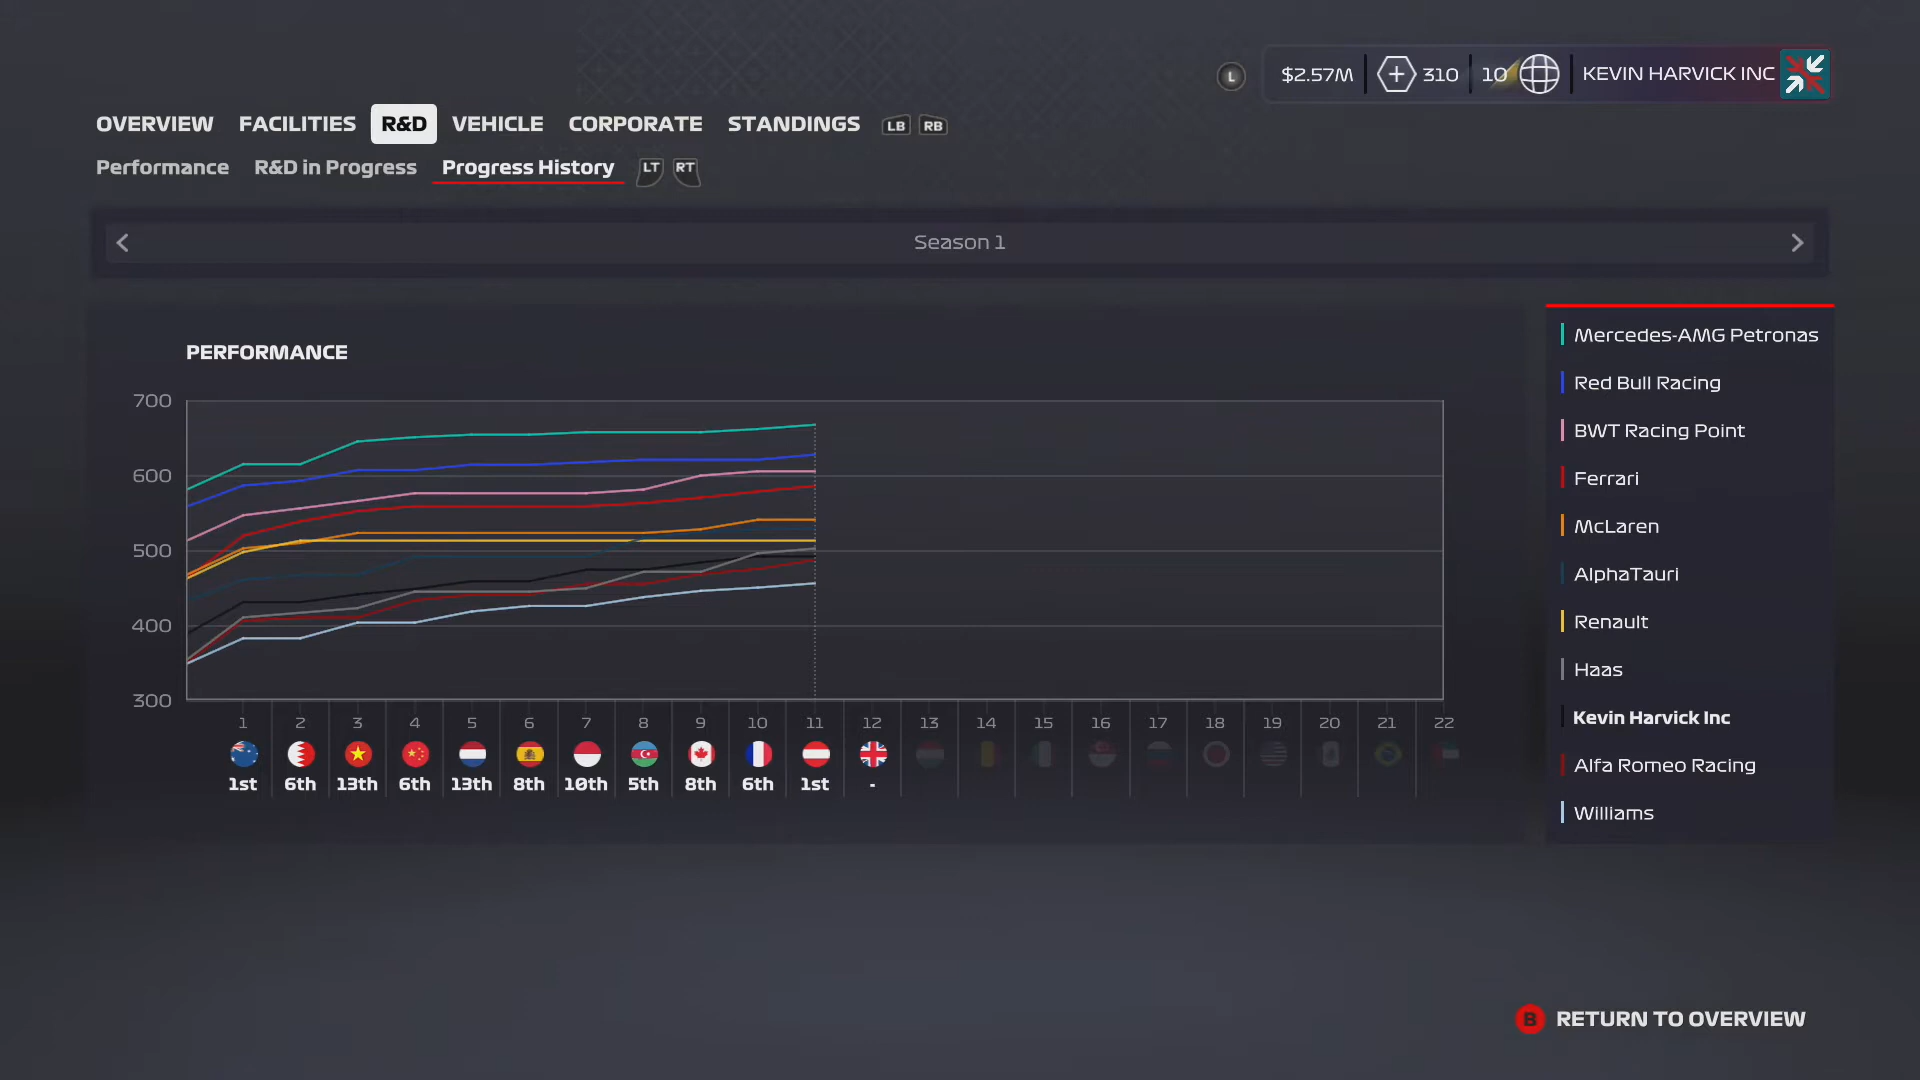 L $2.57M 310 10 KEVIN HARVICK INC
OVERVIEW FACILITIES R&D VEHICLE CORPORATE STANDINGS LB RB
Performance R&D in Progress Progress History LT RT
Season 1
PERFORMANCE
700
600
500
400
300
1 2 3 4 5 6 7 8 9 10 11 12 13 14 15 16 17 18 19 20 21 22
1st 6th 13th 6th 13th 8th 10th 5th 8th 6th 1st -
Mercedes-AMG Petronas
Red Bull Racing
BWT Racing Point
Ferrari
McLaren
AlphaTauri
Renault
Haas
Kevin Harvick Inc
Alfa Romeo Racing
Williams
B RETURN TO OVERVIEW